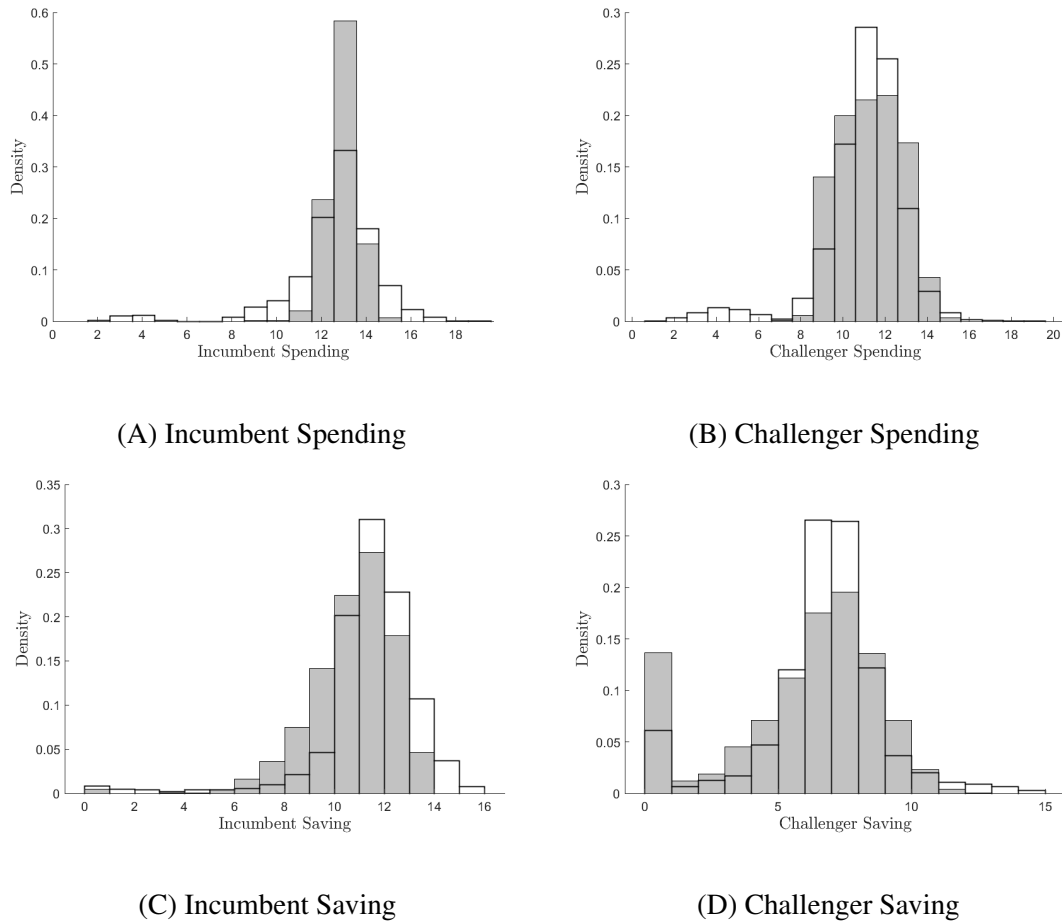 0.6
0.5
0.4
0.3
0.2
0.1
0
Density
0 2 4 6 8 10 12 14 16 18
Incumbent Spending
(A) Incumbent Spending
0.3
0.25
0.2
0.15
0.1
0.05
0
Density
0 2 4 6 8 10 12 14 16 18 20
Challenger Spending
(B) Challenger Spending
0.35
0.3
0.25
0.2
0.15
0.1
0.05
0
Density
0 2 4 6 8 10 12 14 16
Incumbent Saving
(C) Incumbent Saving
0.3
0.25
0.2
0.15
0.1
0.05
0
Density
0 5 10 15
Challenger Saving
(D) Challenger Saving